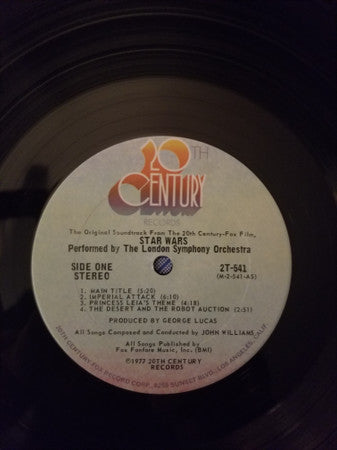 20TH
CENTURY
RECORDS
The Original Soundtrack From The 20th Century-Fox Film,
STAR WARS
Performed by The London Symphony Orchestra
SIDE ONE
STEREO
2T-541
(M-2-541-AS)
1. MAIN TITLE (5:20)
2. IMPERIAL ATTACK (6:10)
3. PRINCESS LEIA'S THEME (4:18)
4. THE DESERT AND THE ROBOT AUCTION (2:51)
PRODUCED BY GEORGE LUCAS
All Songs Composed and Conducted by JOHN WILLIAMS
All Songs Published by
Fox Fanfare Music, Inc. (BMI)
©1977 20TH CENTURY
RECORDS
20TH CENTURY-FOX RECORD CORP., 8255 SUNSET BLVD., LOS ANGELES, CALIF.